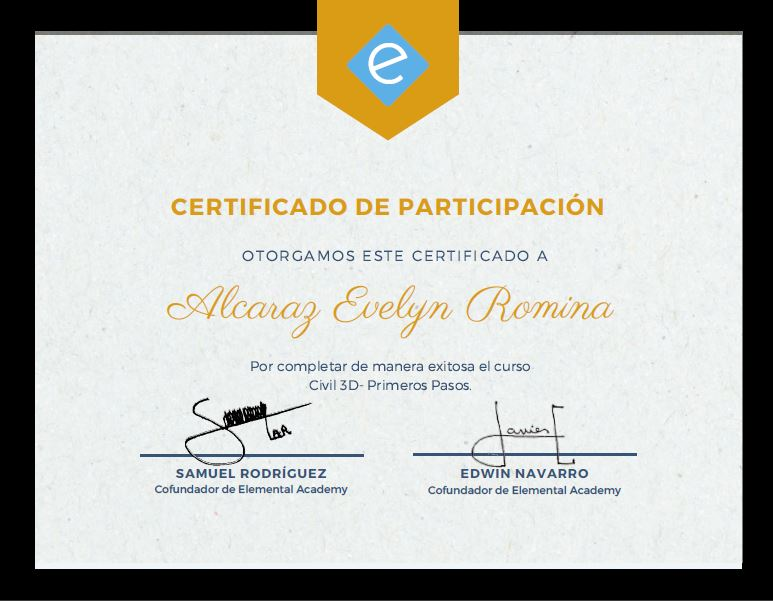 e
CERTIFICADO DE PARTICIPACIÓN
OTORGAMOS ESTE CERTIFICADO A
Alcaraz Evelyn Romina
Por completar de manera exitosa el curso
Civil 3D- Primeros Pasos.
SAMUEL RODRÍGUEZ
Cofundador de Elemental Academy
EDWIN NAVARRO
Cofundador de Elemental Academy